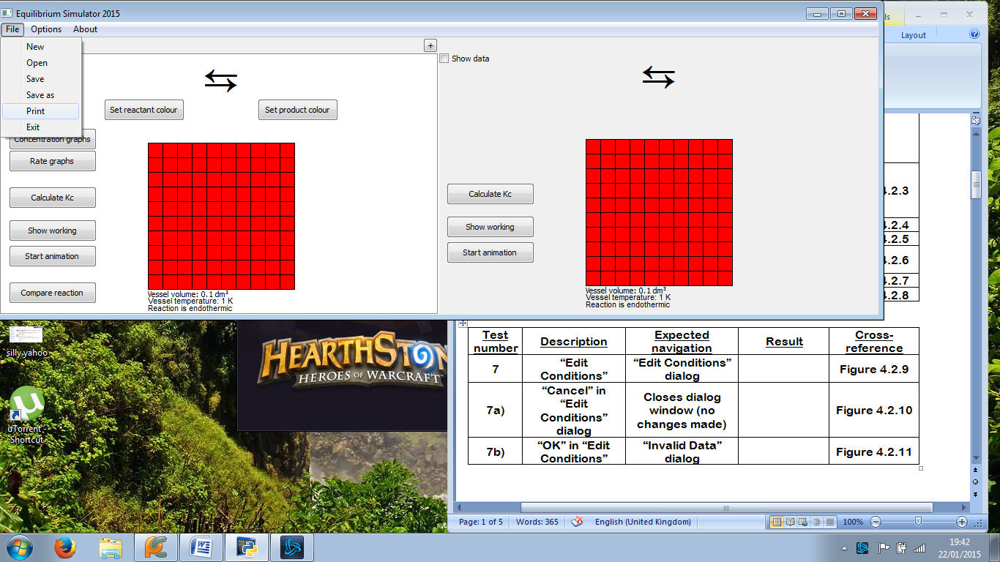 Equilibrium Simulator 2015
File Options About
New
Open
Save
Save as
Print
Exit
+
Show data
⇆
⇆
Set reactant colour
Set product colour
Concentration graphs
Rate graphs
Calculate Kc
Show working
Start animation
Compare reaction
Vessel volume: 0.1 dm³
Vessel temperature: 1 K
Reaction is endothermic
Calculate Kc
Show working
Start animation
Vessel volume: 0.1 dm³
Vessel temperature: 1 K
Reaction is endothermic
ls
Layout
4.2.3
4.2.4
4.2.5
4.2.6
4.2.7
4.2.8
Test number
Description
Expected navigation
Result
Cross-reference
7
“Edit Conditions”
“Edit Conditions” dialog
Figure 4.2.9
7a)
“Cancel” in “Edit Conditions” dialog
Closes dialog window (no changes made)
Figure 4.2.10
7b)
“OK” in “Edit Conditions”
“Invalid Data” dialog
Figure 4.2.11
silly yahoo
uTorrent - Shortcut
HEARTHSTON
HEROES OF WARCRAFT
Page: 1 of 5
Words: 365
English (United Kingdom)
100%
19:42
22/01/2015